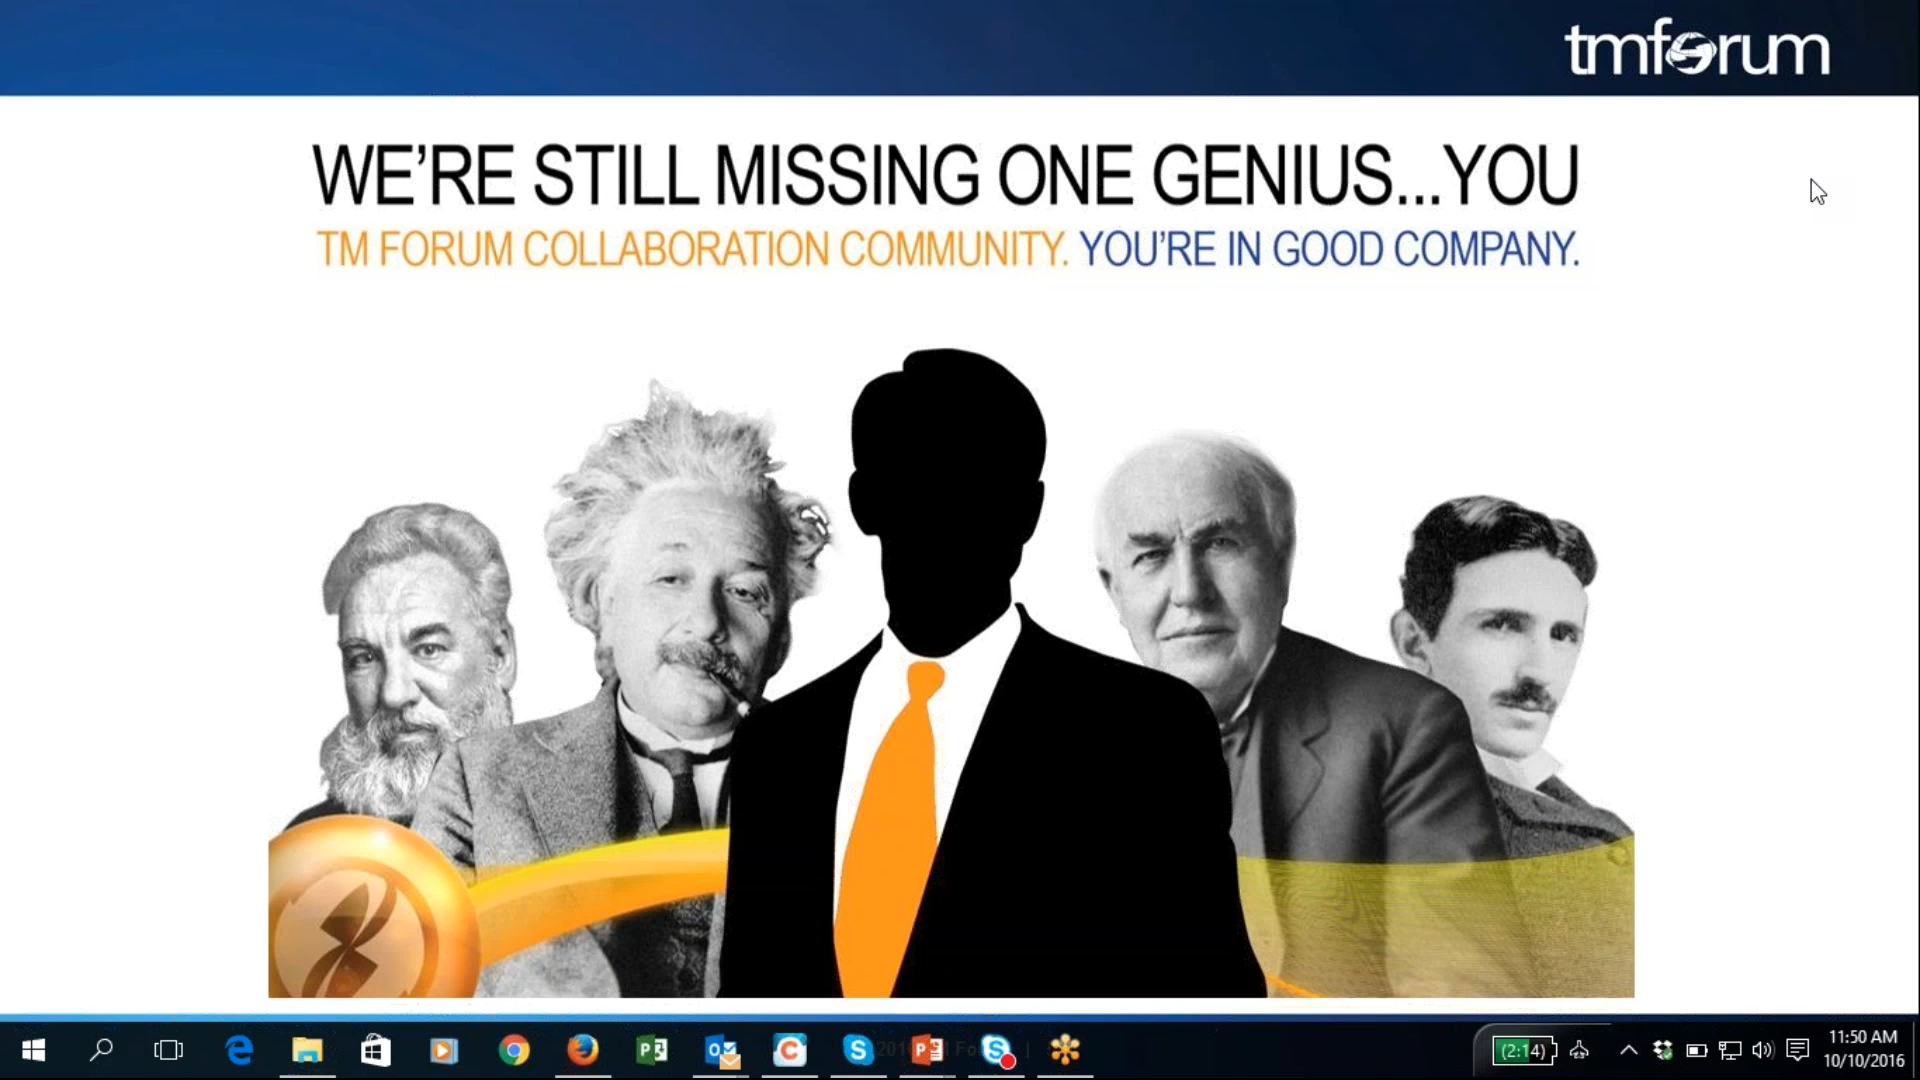 tmforum
WE'RE STILL MISSING ONE GENIUS...YOU
TM FORUM COLLABORATION COMMUNITY. YOU'RE IN GOOD COMPANY.
(2:14)
11:50 AM
10/10/2016